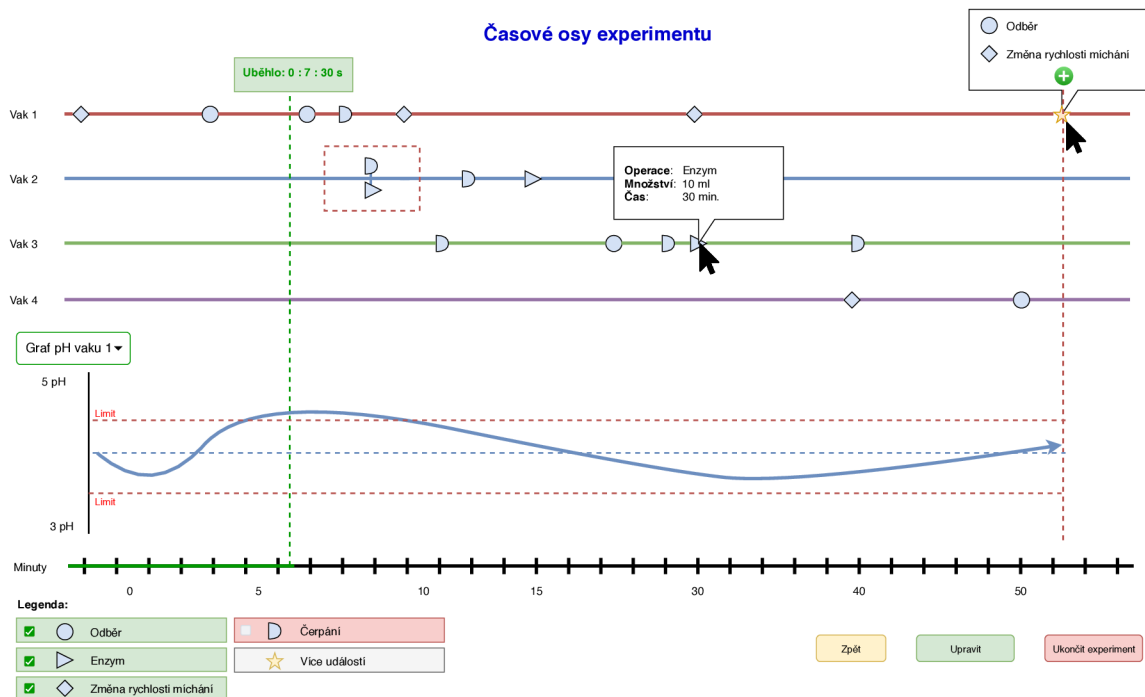 Časové osy experimentu
Odběr
Změna rychlosti míchání
Uběhlo: 0 : 7 : 30 s
Vak 1
Vak 2
Operace: Enzym
Množství: 10 ml
Čas: 30 min.
Vak 3
Vak 4
Graf pH vaku 1
5 pH
Limit
Limit
3 pH
Minuty
0 5 10 15 30 40 50
Legenda:
Odběr
Čerpání
Enzym
Více událostí
Změna rychlosti míchání
Zpět
Upravit
Ukončit experiment